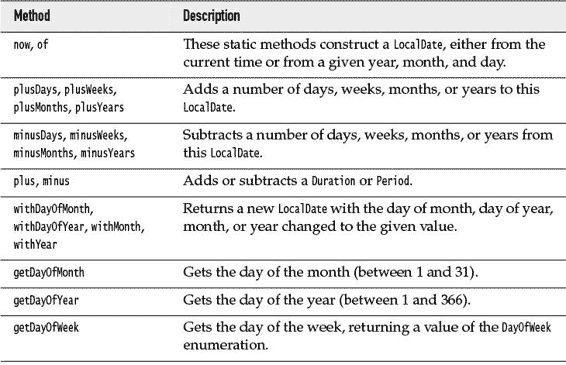 Method Description
now, of These static methods construct a LocalDate, either from the
current time or from a given year, month, and day.
plusDays, plusWeeks, Adds a number of days, weeks, months, or years to this
plusMonths, plusYears LocalDate.
minusDays, minusWeeks, Subtracts a number of days, weeks, months, or years from
minusMonths, minusYears this LocalDate.
plus, minus Adds or subtracts a Duration or Period.
withDayOfMonth, Returns a new LocalDate with the day of month, day of year,
withDayOfYear, withMonth, month, or year changed to the given value.
withYear
getDayOfMonth Gets the day of the month (between 1 and 31).
getDayOfYear Gets the day of the year (between 1 and 366).
getDayOfWeek Gets the day of the week, returning a value of the DayOfWeek
enumeration.